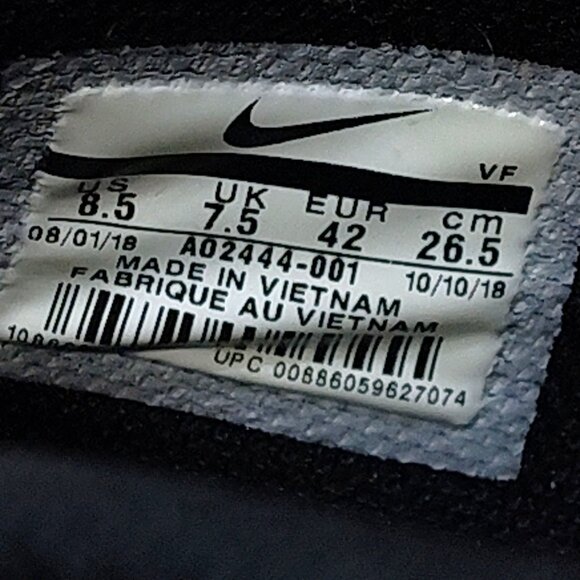 VF
US UK EUR cm
8.5 7.5 42 26.5
08/01/18 AO2444-001 10/10/18
MADE IN VIETNAM
FABRIQUE AU VIETNAM
UPC 00886059627074